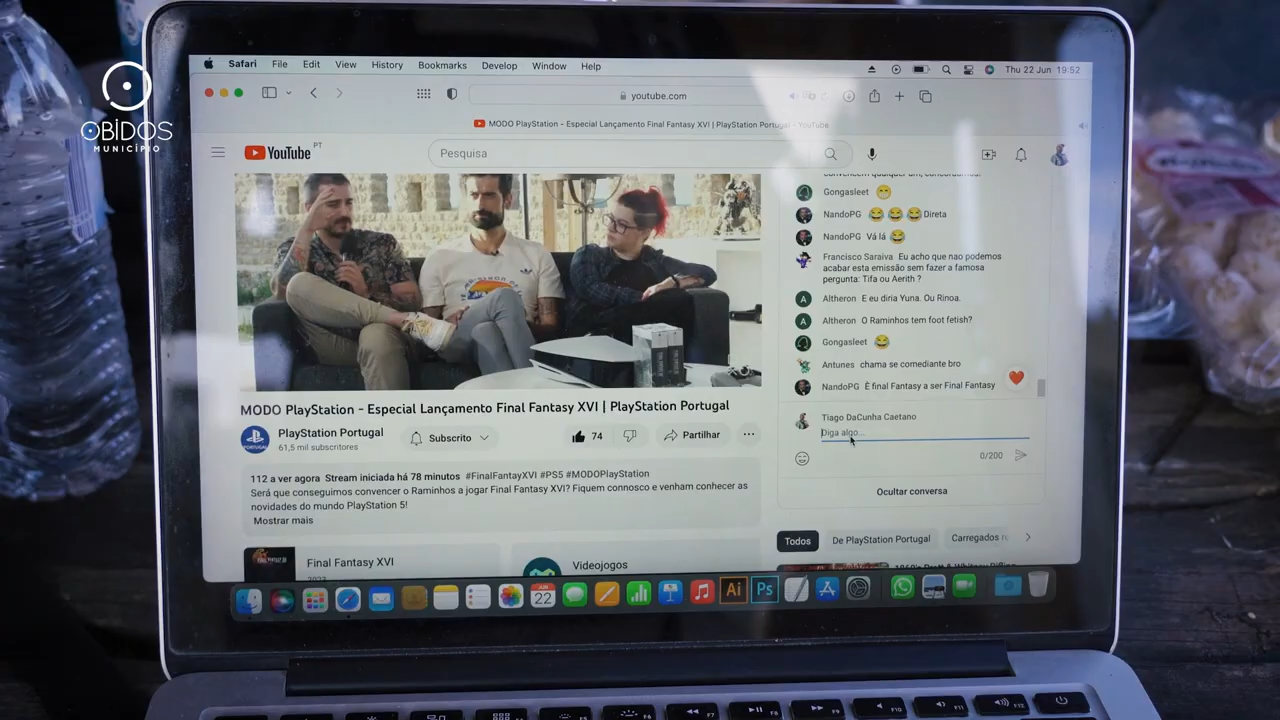 ÓBIDOS
MUNICÍPIO
Safari File Edit View History Bookmarks Develop Window Help
Thu 22 Jun 19:52
youtube.com
MODO PlayStation - Especial Lançamento Final Fantasy XVI | PlayStation Portugal - YouTube
YouTube PT
Pesquisa
Gongasleet
NandoPG 😂😂😂 Direta
NandoPG Vá lá 😂
Francisco Saraiva Eu acho que nao podemos
acabar esta emissão sem fazer a famosa
pergunta: Tifa ou Aerith ?
Altheron E eu diria Yuna. Ou Rinoa.
Altheron O Raminhos tem foot fetish?
Gongasleet 😂
Antunes chama se comediante bro
NandoPG È final Fantasy a ser Final Fantasy
Tiago DaCunha Caetano
Diga algo...
0/200
Ocultar conversa
MODO PlayStation - Especial Lançamento Final Fantasy XVI | PlayStation Portugal
PlayStation Portugal
61,5 mil subscritores
Subscrito
74
Partilhar
112 a ver agora Stream iniciada há 78 minutos #FinalFantayXVI #PS5 #MODOPlayStation
Será que conseguimos convencer o Raminhos a jogar Final Fantasy XVI? Fiquem connosco e venham conhecer as
novidades do mundo PlayStation 5!
Mostrar mais
Todos De PlayStation Portugal Carregados
Final Fantasy XVI
Videojogos
JUN
22
Ai
Ps